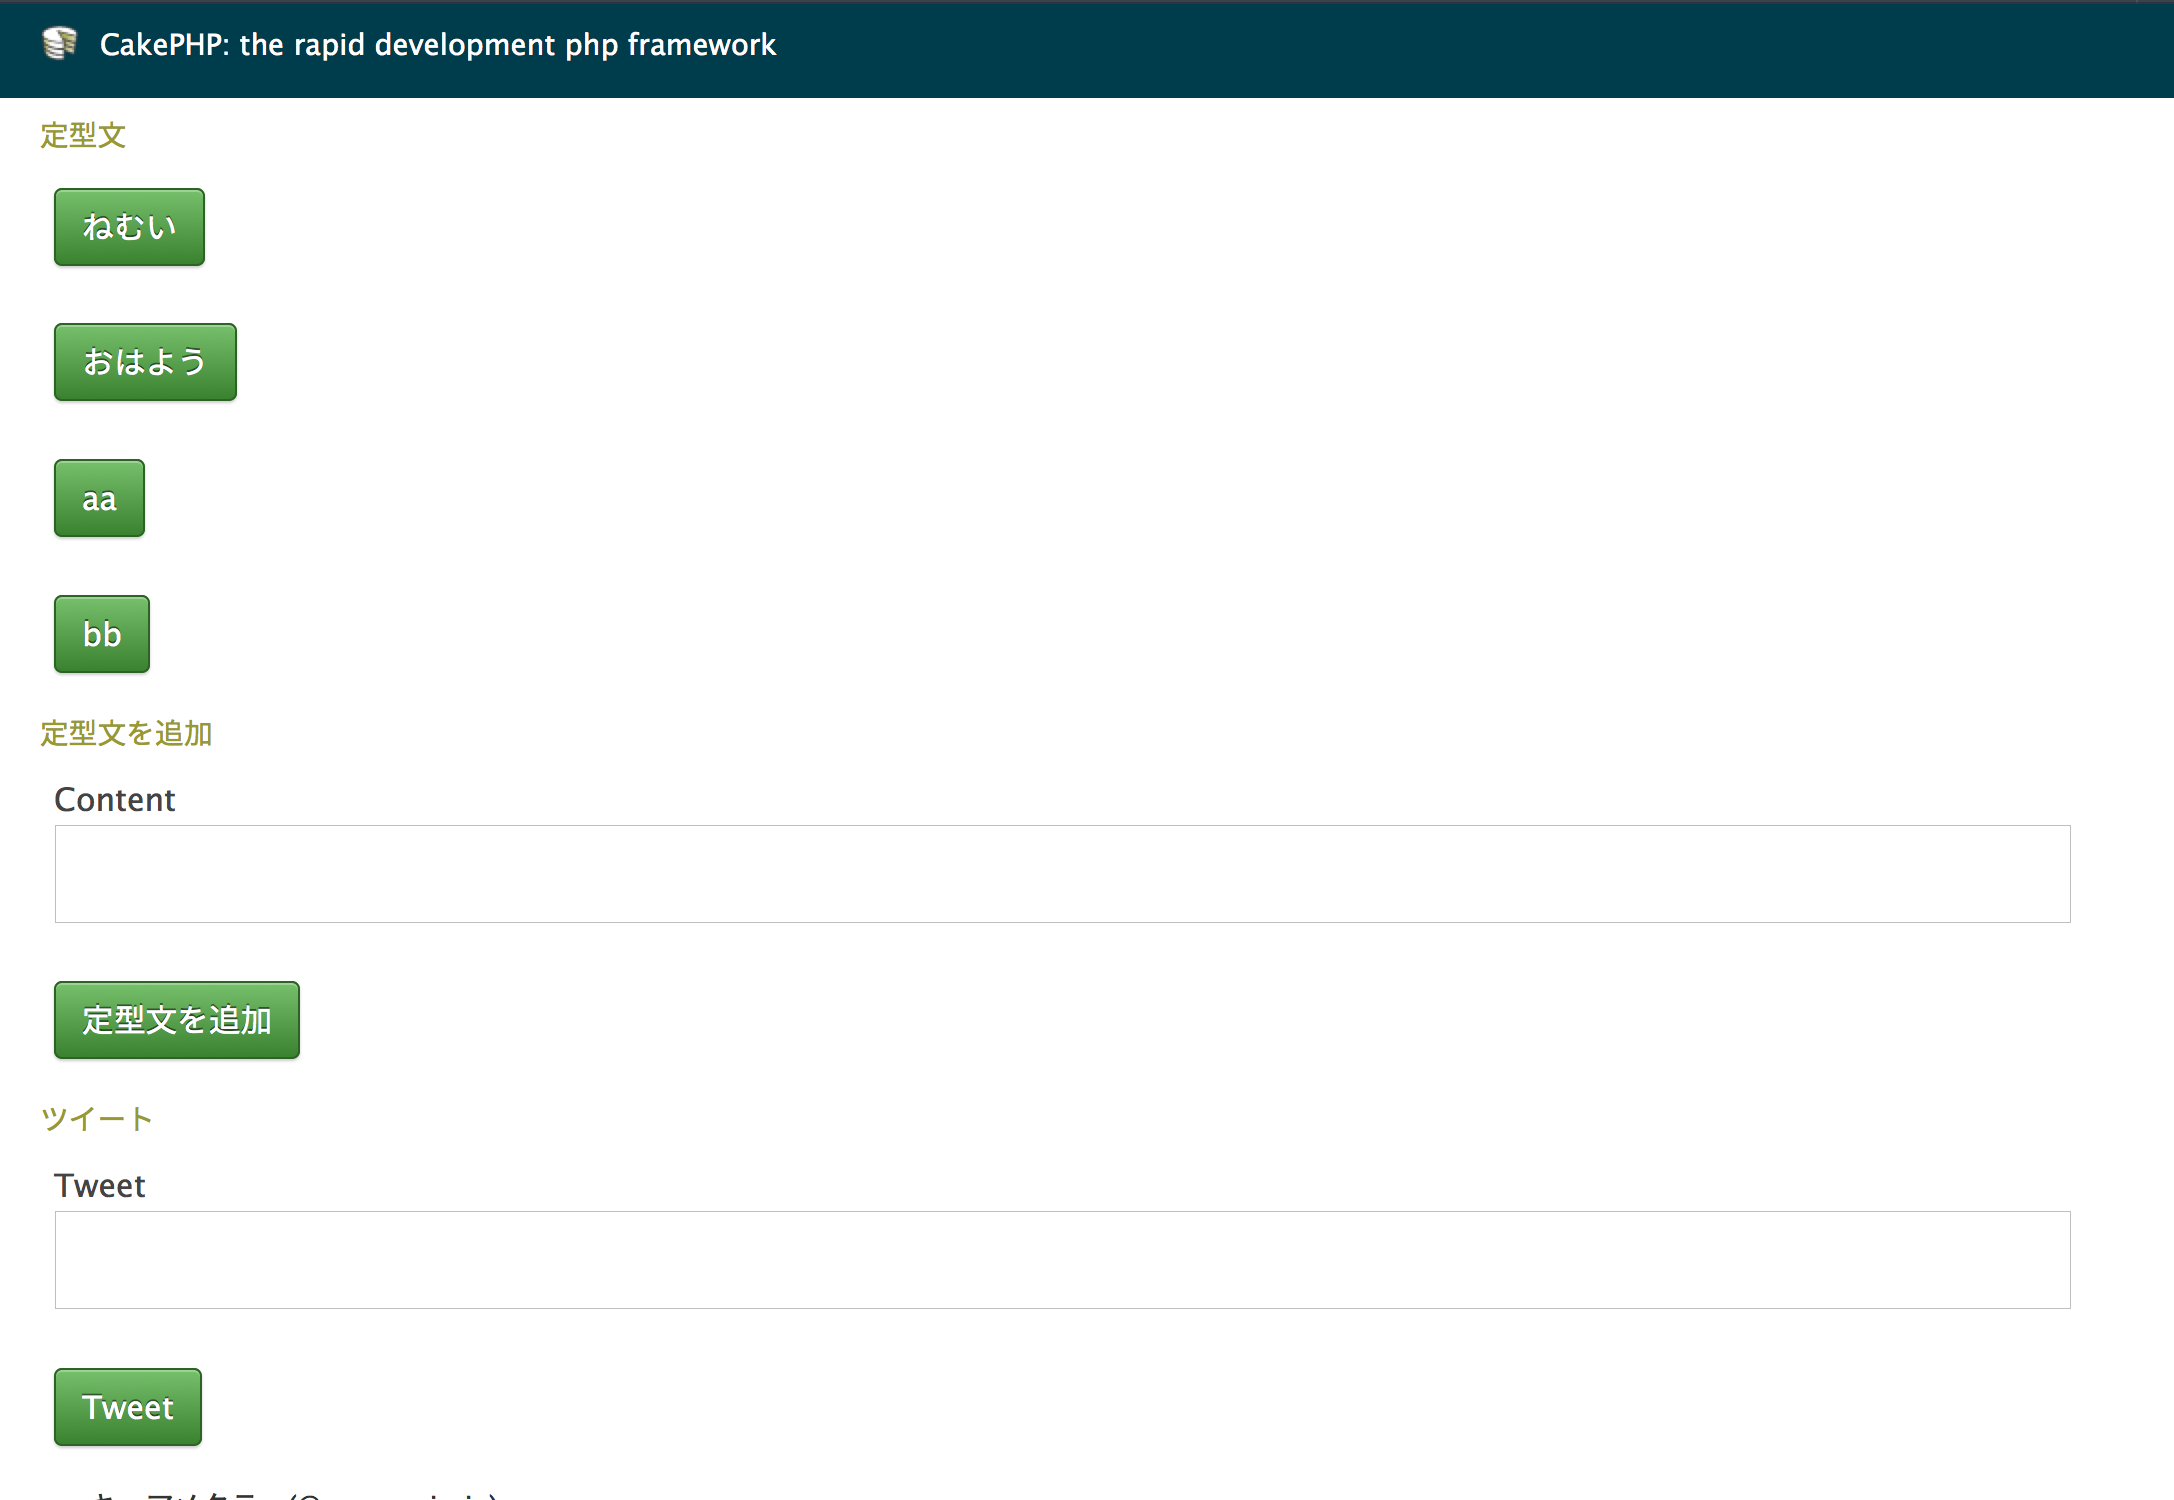 CakePHP: the rapid development php framework
定型文
ねむい
おはよう
aa
bb
定型文を追加
Content
定型文を追加
ツイート
Tweet
Tweet